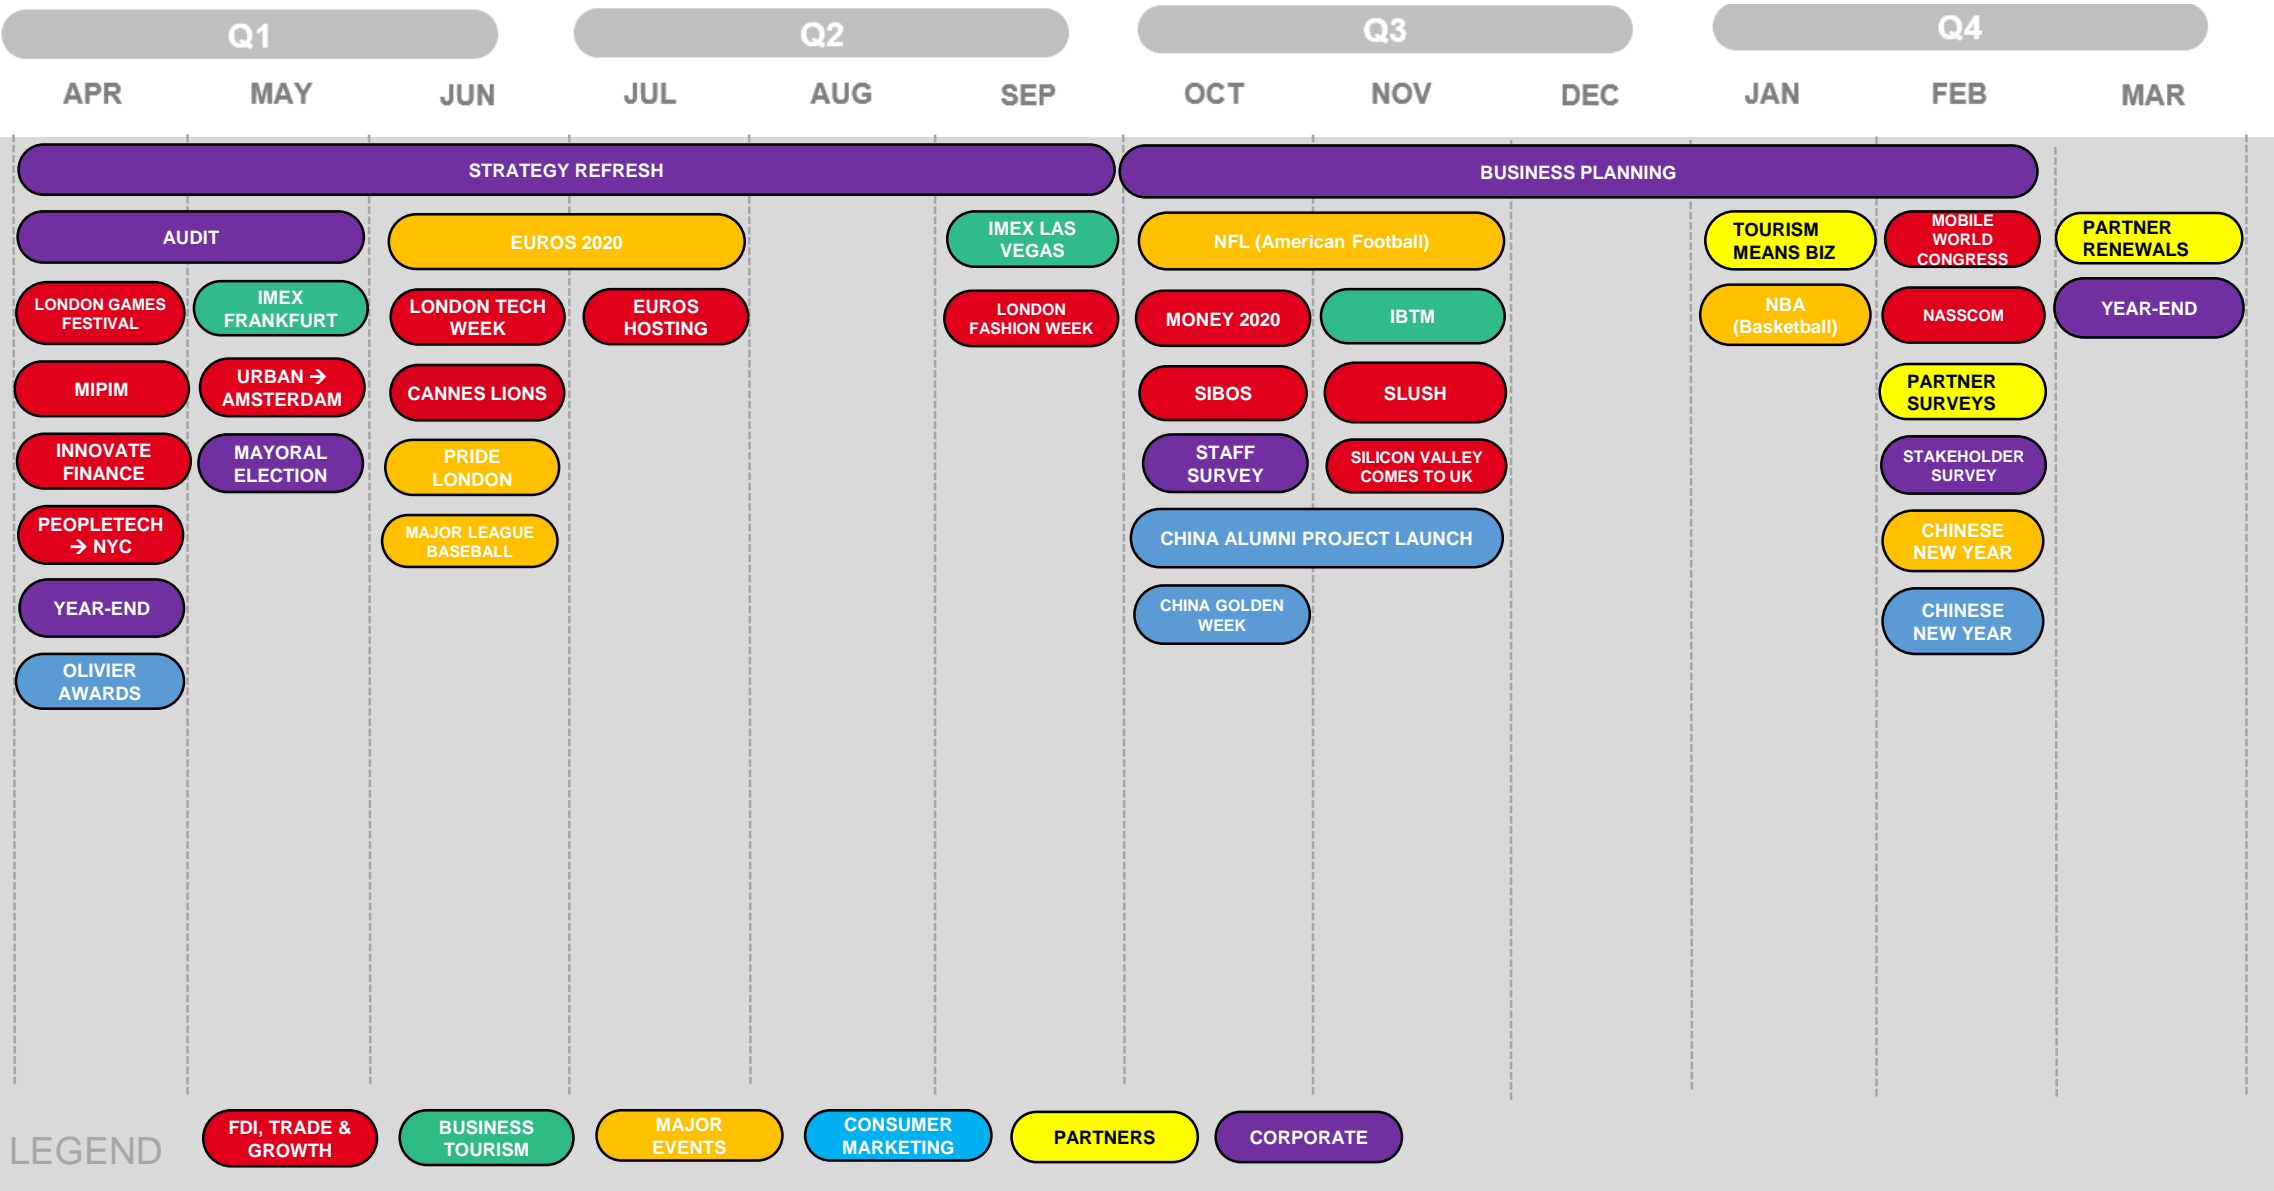 Q1
Q2
Q3
Q4
APR
MAY
JUN
JUL
AUG
SEP
OCT
NOV
DEC
JAN
FEB
MAR
STRATEGY REFRESH
BUSINESS PLANNING
AUDIT
EUROS 2020
IMEX LAS
VEGAS
NFL (American Football)
TOURISM
MEANS BIZ
MOBILE
WORLD
CONGRESS
PARTNER
RENEWALS
LONDON GAMES
FESTIVAL
IMEX
FRANKFURT
LONDON TECH
WEEK
EUROS
HOSTING
LONDON
FASHION WEEK
MONEY 2020
IBTM
NBA
(Basketball)
NASSCOM
YEAR-END
MIPIM
URBAN →
AMSTERDAM
CANNES LIONS
SIBOS
SLUSH
PARTNER
SURVEYS
INNOVATE
FINANCE
MAYORAL
ELECTION
PRIDE
LONDON
STAFF
SURVEY
SILICON VALLEY
COMES TO UK
STAKEHOLDER
SURVEY
PEOPLETECH
→ NYC
MAJOR LEAGUE
BASEBALL
CHINA ALUMNI PROJECT LAUNCH
CHINESE
NEW YEAR
YEAR-END
CHINA GOLDEN
WEEK
CHINESE
NEW YEAR
OLIVIER
AWARDS
LEGEND
FDI, TRADE &
GROWTH
BUSINESS
TOURISM
MAJOR
EVENTS
CONSUMER
MARKETING
PARTNERS
CORPORATE